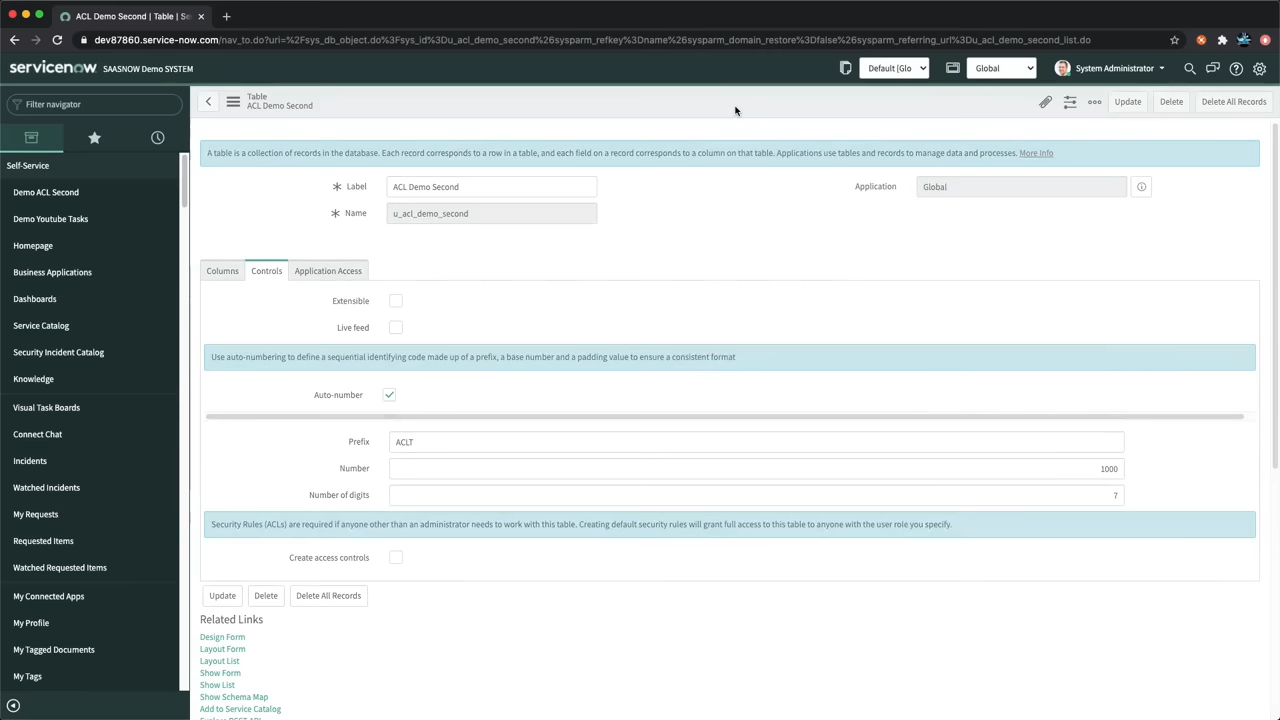 ACL Demo Second | Table | Se
dev87860.service-now.com/nav_to.do?uri=%2Fsys_db_object.do%3Fsys_id%3Du_acl_demo_second%26sysparm_refkey%3Dname%26sysparm_domain_restore%3Dfalse%26sysparm_referring_url%3Du_acl_demo_second_list.do
servicenow SAASNOW Demo SYSTEM
Default [Glo
Global
System Administrator
Filter navigator
Table
ACL Demo Second
Update
Delete
Delete All Records
Self-Service
Demo ACL Second
Demo Youtube Tasks
Homepage
Business Applications
Dashboards
Service Catalog
Security Incident Catalog
Knowledge
Visual Task Boards
Connect Chat
Incidents
Watched Incidents
My Requests
Requested Items
Watched Requested Items
My Connected Apps
My Profile
My Tagged Documents
My Tags
A table is a collection of records in the database. Each record corresponds to a row in a table, and each field on a record corresponds to a column on that table. Applications use tables and records to manage data and processes. More Info
Label ACL Demo Second
Application Global
Name u_acl_demo_second
Columns
Controls
Application Access
Extensible
Live feed
Use auto-numbering to define a sequential identifying code made up of a prefix, a base number and a padding value to ensure a consistent format
Auto-number
Prefix ACLT
Number 1000
Number of digits 7
Security Rules (ACLs) are required if anyone other than an administrator needs to work with this table. Creating default security rules will grant full access to this table to anyone with the user role you specify.
Create access controls
Update
Delete
Delete All Records
Related Links
Design Form
Layout Form
Layout List
Show Form
Show List
Show Schema Map
Add to Service Catalog
Explore REST API